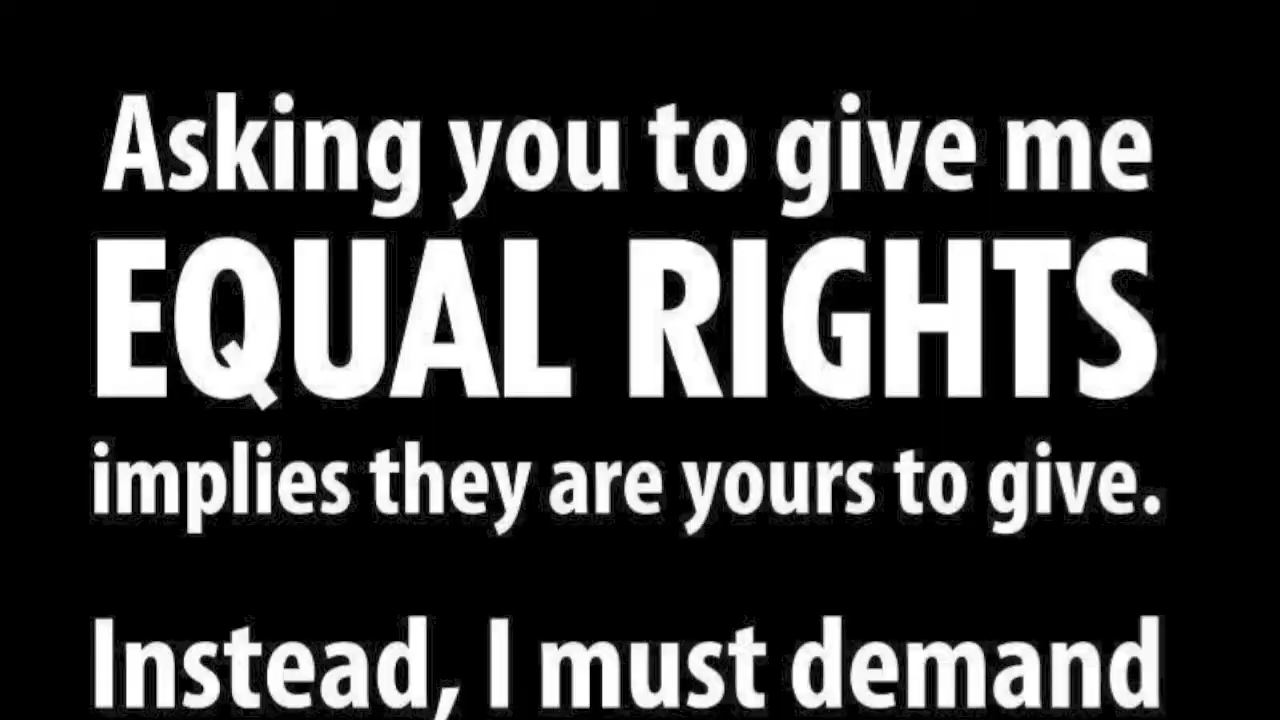 Asking you to give me
EQUAL RIGHTS
implies they are yours to give.
Instead, I must demand